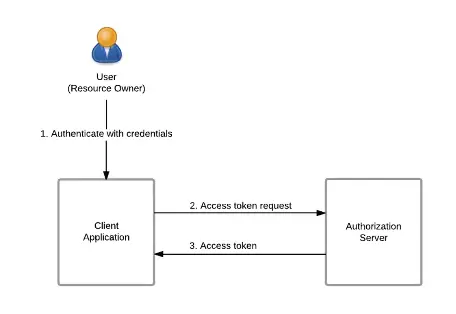 User
(Resource Owner)
1. Authenticate with credentials
Client
Application
2. Access token request
3. Access token
Authorization
Server